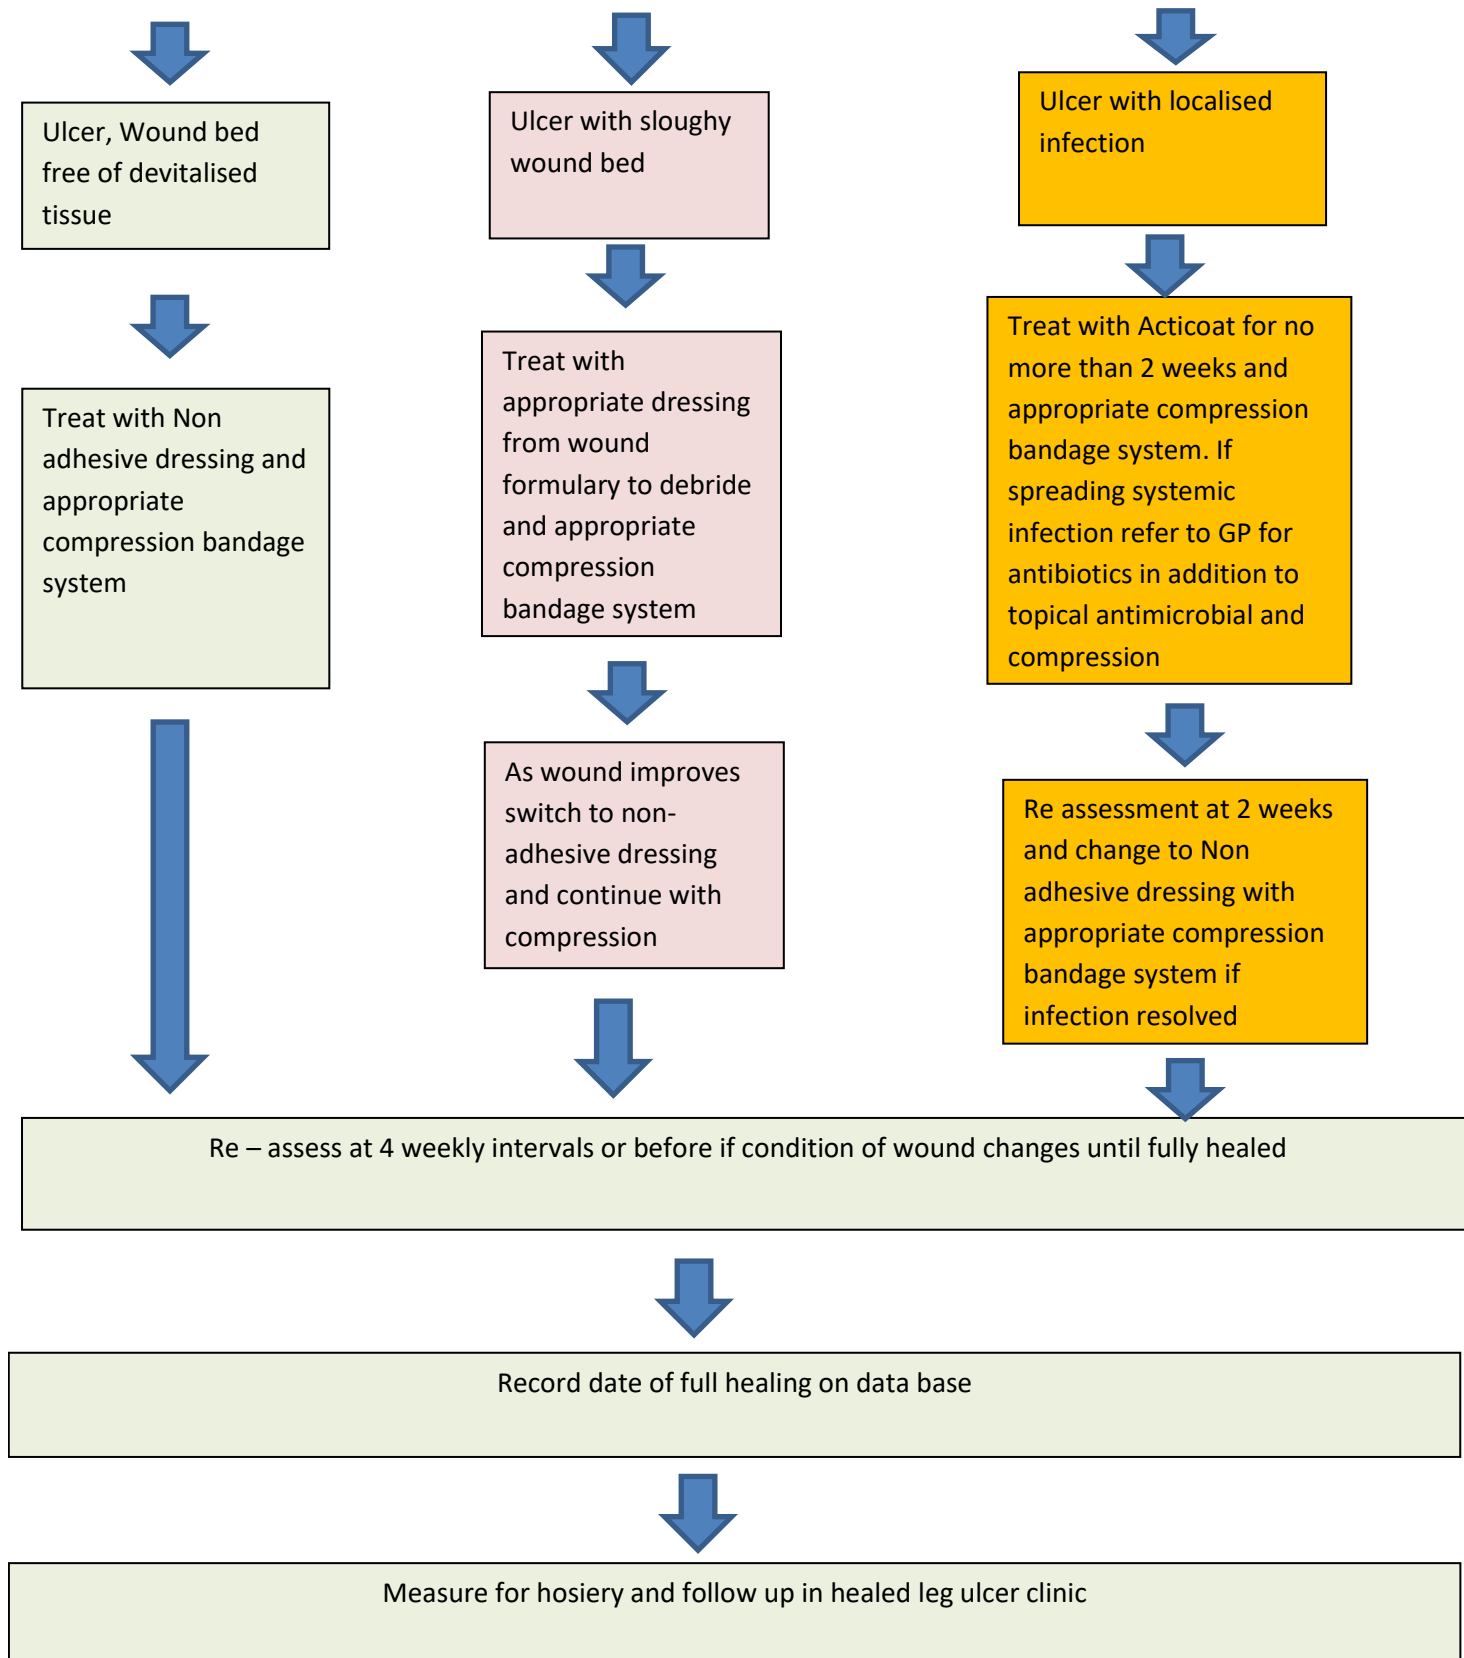 Ulcer, Wound bed
free of devitalised
tissue
Treat with Non
adhesive dressing and
appropriate
compression bandage
system
Ulcer with sloughy
wound bed
Treat with
appropriate dressing
from wound
formulary to debride
and appropriate
compression
bandage system
As wound improves
switch to non-
adhesive dressing
and continue with
compression
Ulcer with localised
infection
Treat with Acticoat for no
more than 2 weeks and
appropriate compression
bandage system. If
spreading systemic
infection refer to GP for
antibiotics in addition to
topical antimicrobial and
compression
Re assessment at 2 weeks
and change to Non
adhesive dressing with
appropriate compression
bandage system if
infection resolved
Re – assess at 4 weekly intervals or before if condition of wound changes until fully healed
Record date of full healing on data base
Measure for hosiery and follow up in healed leg ulcer clinic